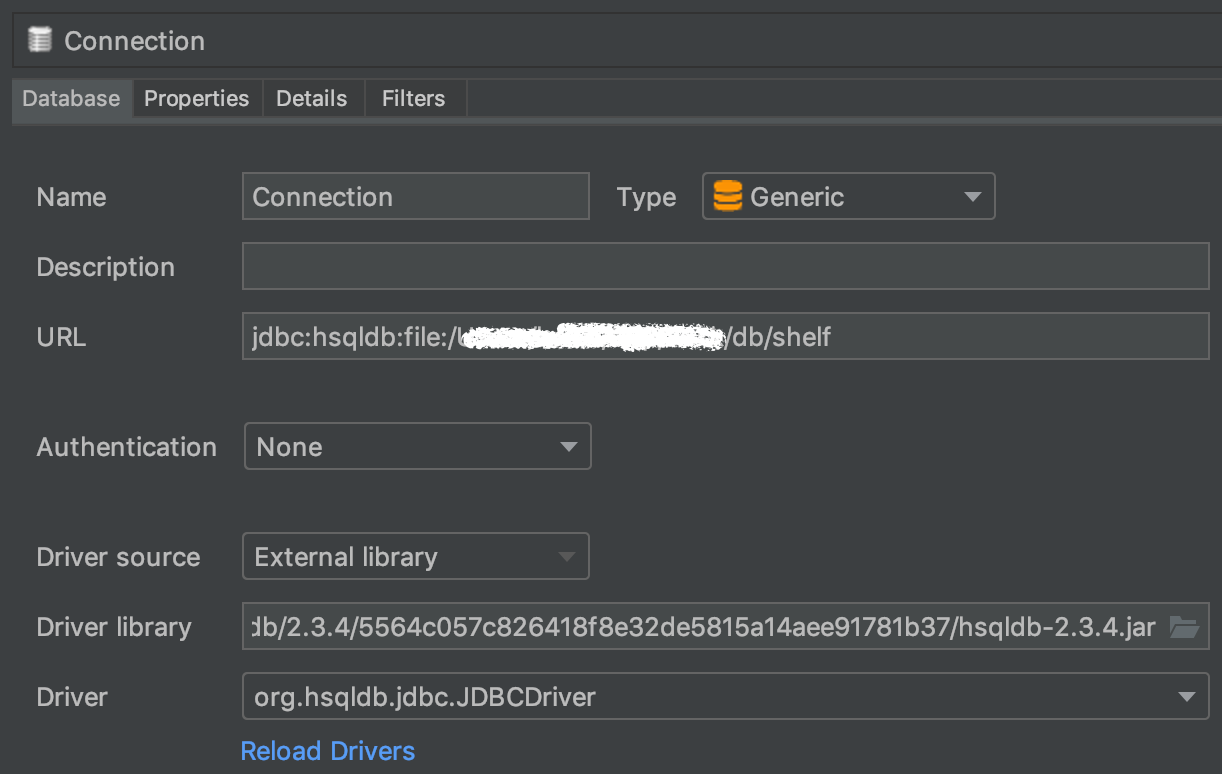 Connection
Database Properties Details Filters
Name Connection Type Generic
Description
URL jdbc:hsqldb:file:/ /db/shelf
Authentication None
Driver source External library
Driver library db/2.3.4/5564c057c826418f8e32de5815a14aee91781b37/hsqldb-2.3.4.jar
Driver org.hsqldb.jdbc.JDBCDriver
Reload Drivers